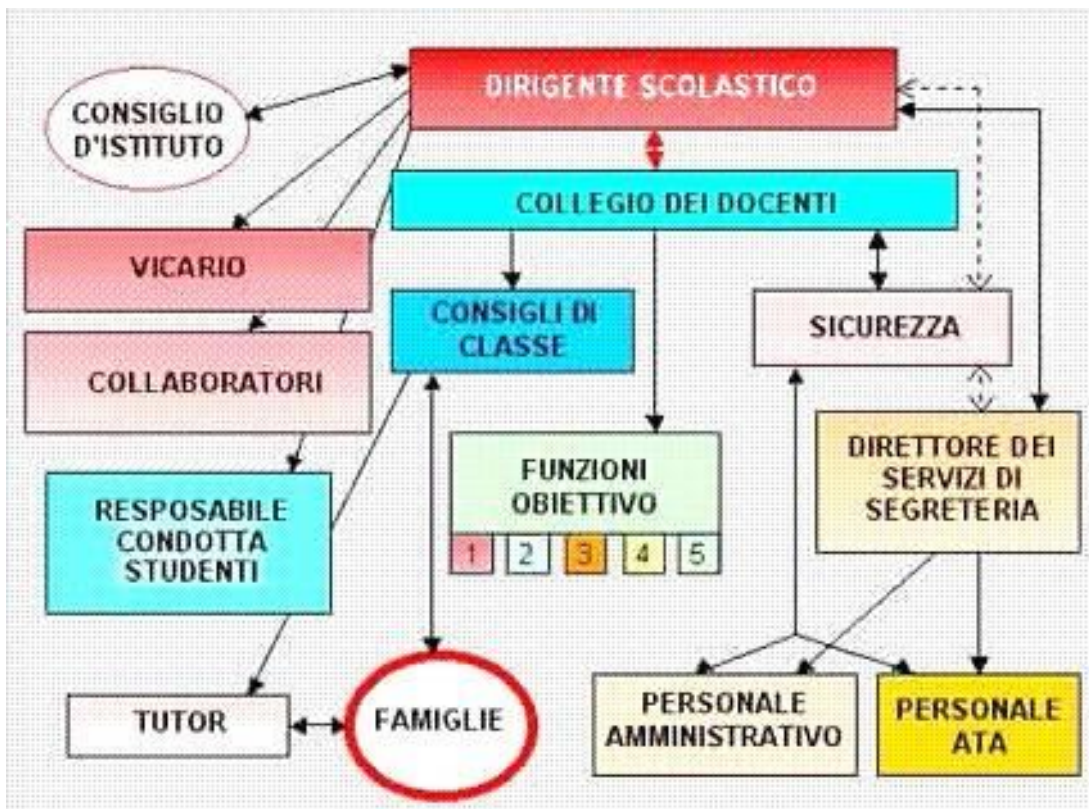 DIRIGENTE SCOLASTICO
CONSIGLIO
D'ISTITUTO
COLLEGIO DEI DOCENTI
VICARIO
CONSIGLI DI
CLASSE
SICUREZZA
COLLABORATORI
FUNZIONI
OBIETTIVO
1 2 3 4 5
DIRETTORE DEI
SERVIZI DI
SEGRETERIA
RESPOSABILE
CONDOTTA
STUDENTI
TUTOR
FAMIGLIE
PERSONALE
AMMINISTRATIVO
PERSONALE
ATA